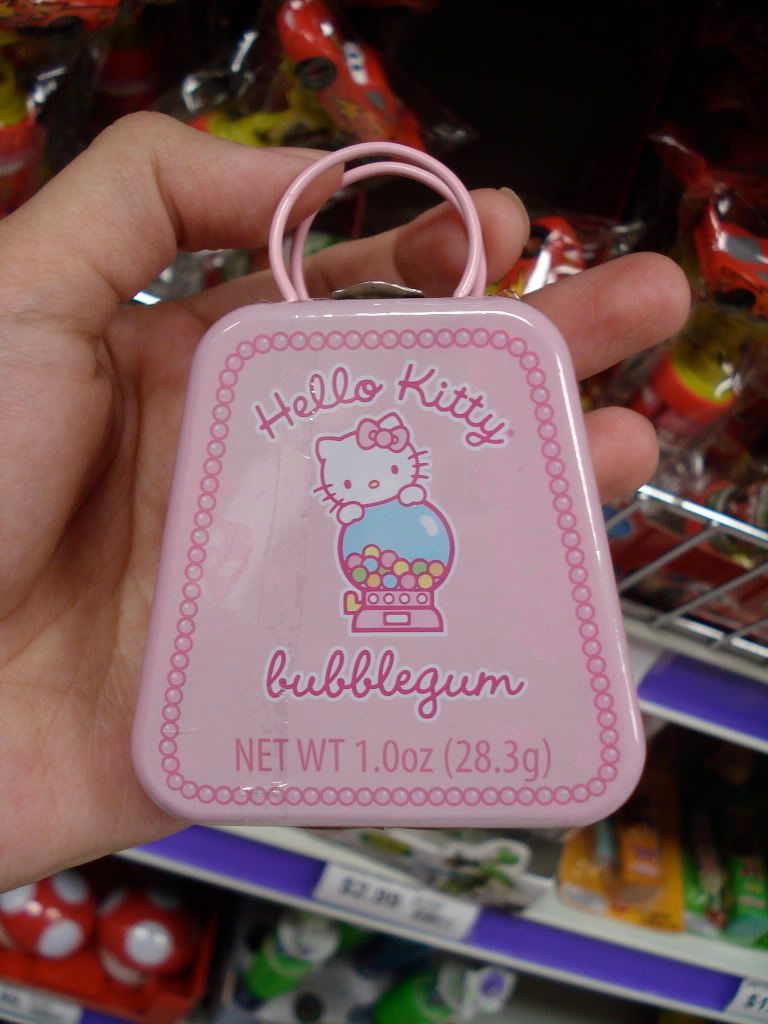 Hello Kitty®
bubblegum
NET WT 1.0oz (28.3g)
$2.99